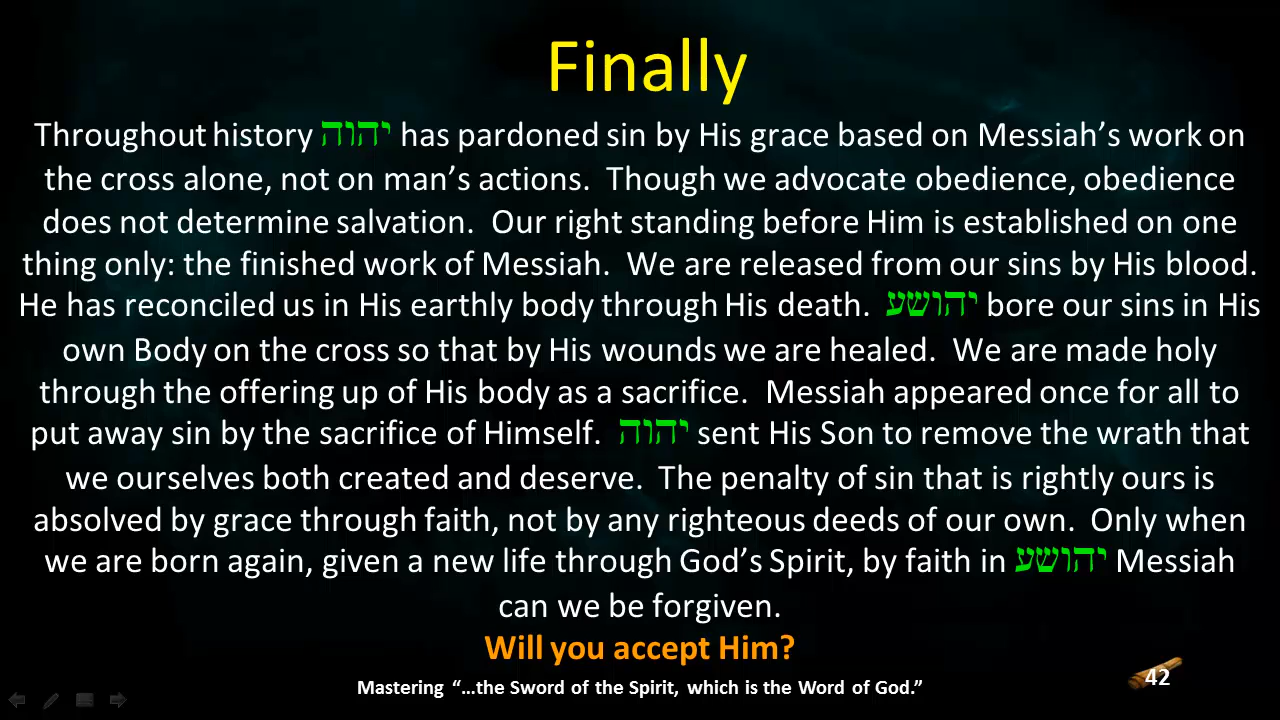 Finally
Throughout history יהוה has pardoned sin by His grace based on Messiah’s work on
the cross alone, not on man’s actions.  Though we advocate obedience, obedience
does not determine salvation.  Our right standing before Him is established on one
thing only: the finished work of Messiah.  We are released from our sins by His blood.
He has reconciled us in His earthly body through His death.  יהושע bore our sins in His
own Body on the cross so that by His wounds we are healed.  We are made holy
through the offering up of His body as a sacrifice.  Messiah appeared once for all to
put away sin by the sacrifice of Himself.  יהוה sent His Son to remove the wrath that
we ourselves both created and deserve.  The penalty of sin that is rightly ours is
absolved by grace through faith, not by any righteous deeds of our own.  Only when
we are born again, given a new life through God’s Spirit, by faith in יהושע Messiah
can we be forgiven.
Will you accept Him?
Mastering “…the Sword of the Spirit, which is the Word of God.”
42